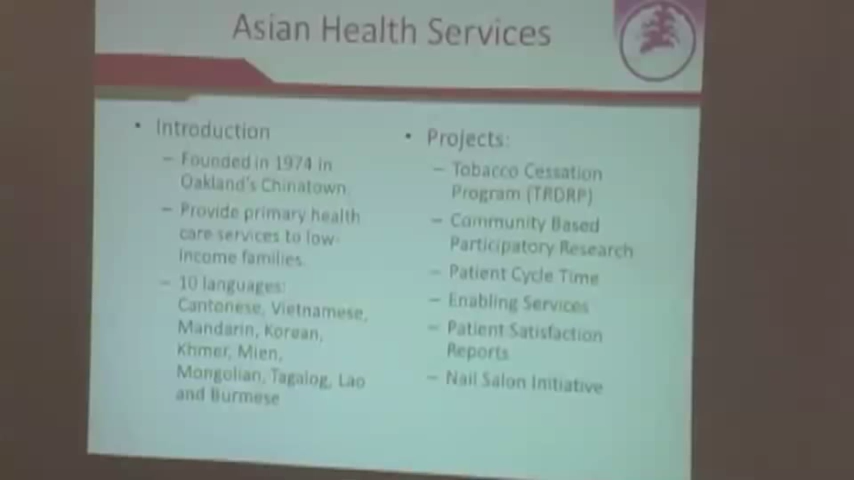 Asian Health Services
• Introduction
– Founded in 1974 in
Oakland's Chinatown
– Provide primary health
care services to low-
income families
– 10 languages:
Cantonese, Vietnamese,
Mandarin, Korean,
Khmer, Mien,
Mongolian, Tagalog, Lao
and Burmese
• Projects:
– Tobacco Cessation
Program (TRDRP)
– Community Based
Participatory Research
– Patient Cycle Time
– Enabling Services
– Patient Satisfaction
Reports
– Nail Salon Initiative